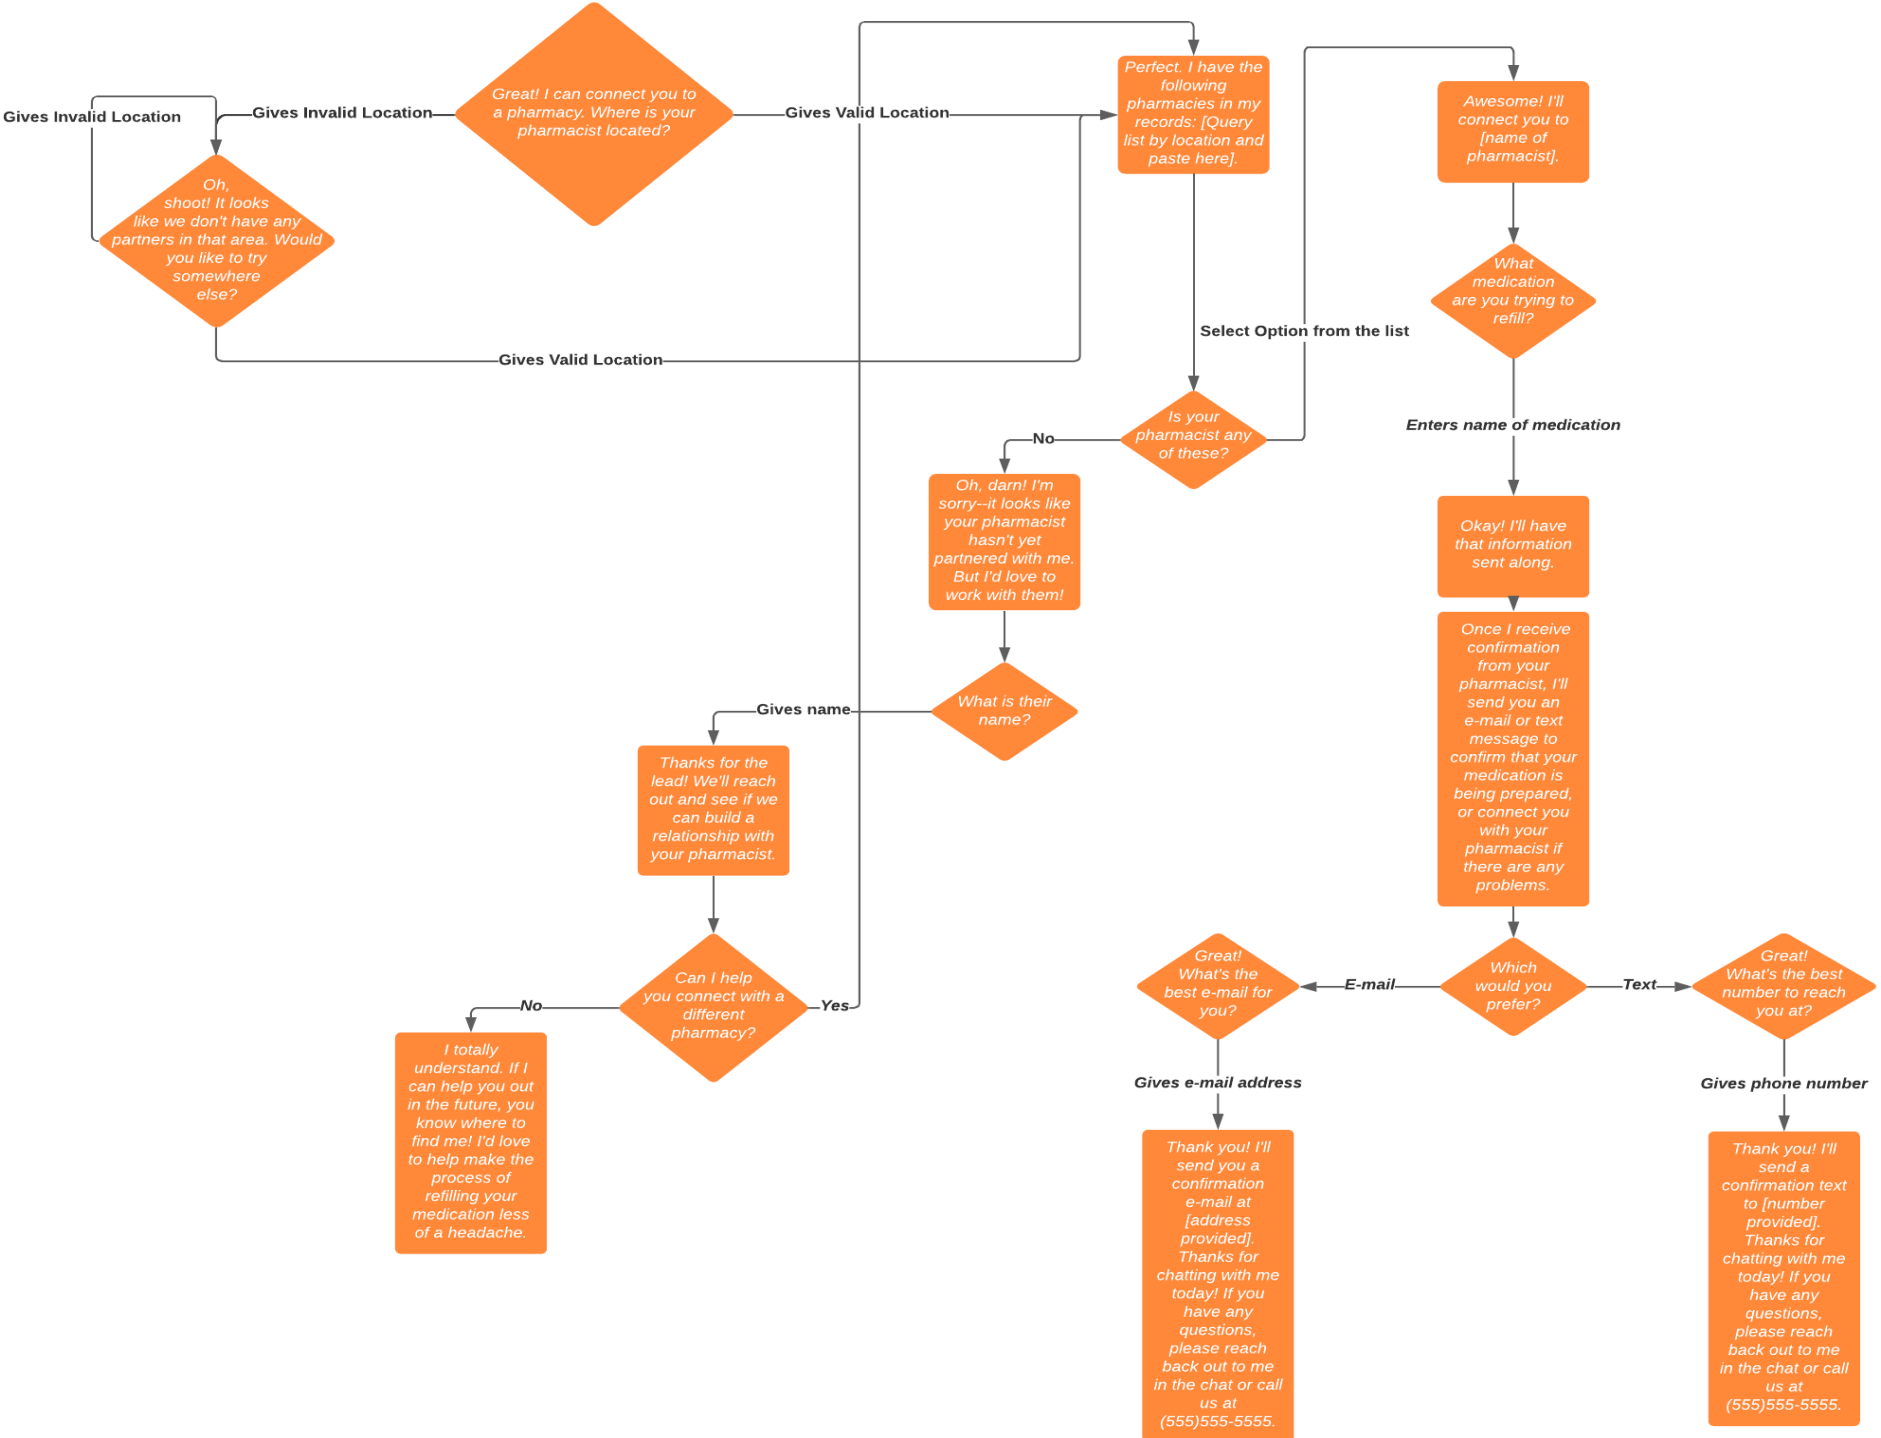 Great! I can connect you to
a pharmacy. Where is your
pharmacist located?
Gives Invalid Location
Gives Invalid Location
Gives Valid Location
Oh,
shoot! It looks
like we don't have any
partners in that area. Would
you like to try
somewhere
else?
Gives Valid Location
Perfect. I have the
following
pharmacies in my
records: [Query
list by location and
paste here].
Select Option from the list
Is your
pharmacist any
of these?
No
Oh, darn! I'm
sorry--it looks like
your pharmacist
hasn't yet
partnered with me.
But I'd love to
work with them!
What is their
name?
Gives name
Thanks for the
lead! We'll reach
out and see if we
can build a
relationship with
your pharmacist.
Can I help
you connect with a
different
pharmacy?
No
Yes
I totally
understand. If I
can help you out
in the future, you
know where to
find me! I'd love
to help make the
process of
refilling your
medication less
of a headache.
Awesome! I'll
connect you to
[name of
pharmacist].
What
medication
are you trying to
refill?
Enters name of medication
Okay! I'll have
that information
sent along.
Once I receive
confirmation
from your
pharmacist, I'll
send you an
e-mail or text
message to
confirm that your
medication is
being prepared,
or connect you
with your
pharmacist if
there are any
problems.
Which
would you
prefer?
E-mail
Text
Great!
What's the
best e-mail for
you?
Gives e-mail address
Thank you! I'll
send you a
confirmation
e-mail at
[address
provided].
Thanks for
chatting with me
today! If you
have any
questions,
please reach
back out to me
in the chat or call
us at
(555)555-5555.
Great!
What's the best
number to reach
you at?
Gives phone number
Thank you! I'll
send a
confirmation text
to [number
provided].
Thanks for
chatting with me
today! If you
have any
questions,
please reach
back out to me
in the chat or call
us at
(555)555-5555.